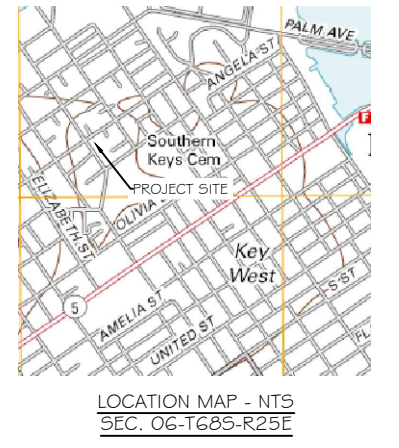 PALM AVE
ANGELA ST
F
Southern
Keys Cem
PROJECT SITE
ELIZABETH ST
OLIVIA
Key
West
5
S ST
AMELIA ST
UNITED ST
FL
LOCATION MAP - NTS
SEC. 06-T68S-R25E